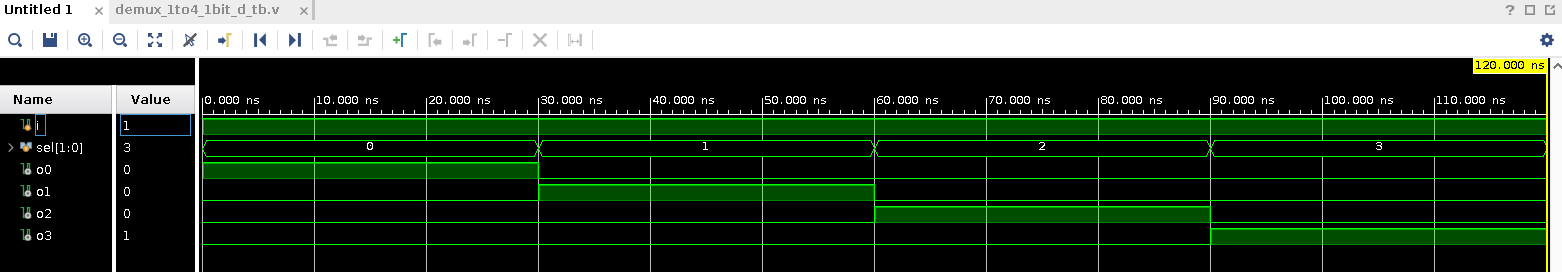 Untitled 1 × demux_1to4_1bit_d_tb.v ×
?
120.000 ns
Name Value 0.000 ns 10.000 ns 20.000 ns 30.000 ns 40.000 ns 50.000 ns 60.000 ns 70.000 ns 80.000 ns 90.000 ns 100.000 ns 110.000 ns
i 1
sel[1:0] 3 0 1 2 3
o0 0
o1 0
o2 0
o3 1